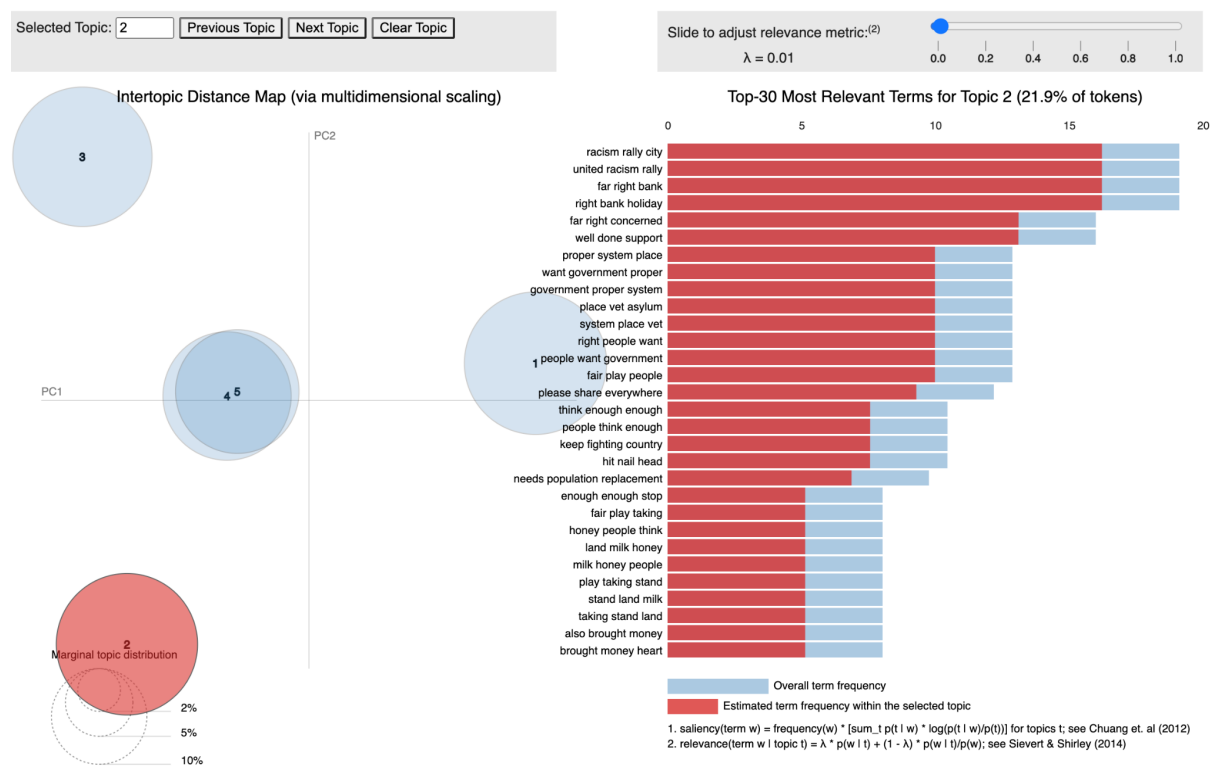 Selected Topic: 2 Previous Topic Next Topic Clear Topic
Slide to adjust relevance metric:(2)
λ = 0.01
0.0 0.2 0.4 0.6 0.8 1.0
Intertopic Distance Map (via multidimensional scaling)
PC2
PC1
3
1
4
5
2
Marginal topic distribution
2%
5%
10%
Top-30 Most Relevant Terms for Topic 2 (21.9% of tokens)
0 5 10 15 20
racism rally city
united racism rally
far right bank
right bank holiday
far right concerned
well done support
proper system place
want government proper
government proper system
place vet asylum
system place vet
right people want
people want government
fair play people
please share everywhere
think enough enough
people think enough
keep fighting country
hit nail head
needs population replacement
enough enough stop
fair play taking
honey people think
land milk honey
milk honey people
play taking stand
stand land milk
taking stand land
also brought money
brought money heart
Overall term frequency
Estimated term frequency within the selected topic
1. saliency(term w) = frequency(w) * [sum_t p(t | w) * log(p(t | w)/p(t))] for topics t; see Chuang et. al (2012)
2. relevance(term w | topic t) = λ * p(w | t) + (1 - λ) * p(w | t)/p(w); see Sievert & Shirley (2014)